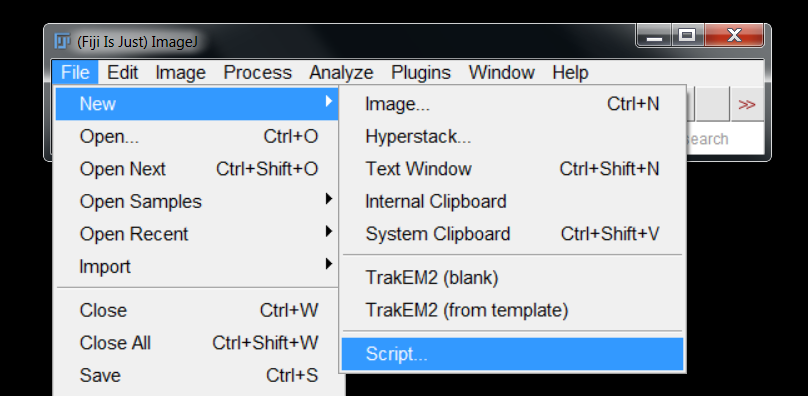 (Fiji Is Just) ImageJ
File Edit Image Process Analyze Plugins Window Help
New
Open... Ctrl+O
Open Next Ctrl+Shift+O
Open Samples
Open Recent
Import
Close Ctrl+W
Close All Ctrl+Shift+W
Save Ctrl+S
Image... Ctrl+N
Hyperstack...
Text Window Ctrl+Shift+N
Internal Clipboard
System Clipboard Ctrl+Shift+V
TrakEM2 (blank)
TrakEM2 (from template)
Script...
>>